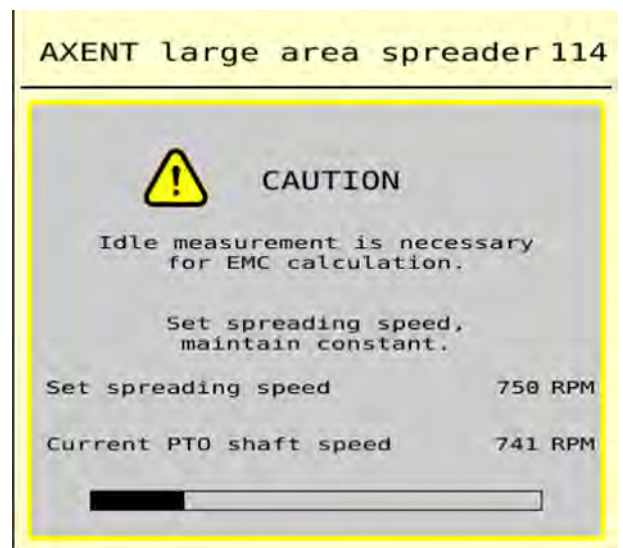 AXENT large area spreader 114
CAUTION
Idle measurement is necessary
for EMC calculation.
Set spreading speed,
maintain constant.
Set spreading speed 750 RPM
Current PTO shaft speed 741 RPM